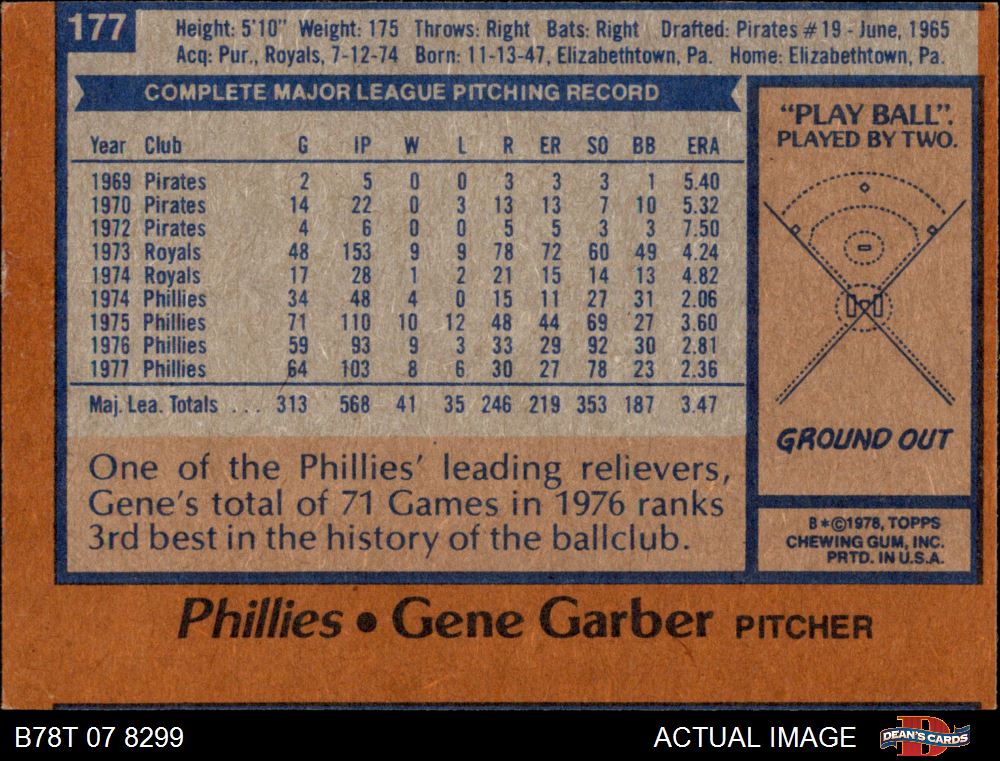 177
Height: 5'10" Weight: 175 Throws: Right Bats: Right Drafted: Pirates #19 - June, 1965
Acq: Pur., Royals, 7-12-74 Born: 11-13-47, Elizabethtown, Pa. Home: Elizabethtown, Pa.
COMPLETE MAJOR LEAGUE PITCHING RECORD
Year Club G IP W L R ER SO BB ERA
1969 Pirates 2 5 0 0 3 3 3 1 5.40
1970 Pirates 14 22 0 3 13 13 7 10 5.32
1972 Pirates 4 6 0 0 5 5 3 3 7.50
1973 Royals 48 153 9 9 78 72 60 49 4.24
1974 Royals 17 28 1 2 21 15 14 13 4.82
1974 Phillies 34 48 4 0 15 11 27 31 2.06
1975 Phillies 71 110 10 12 48 44 69 27 3.60
1976 Phillies 59 93 9 3 33 29 92 30 2.81
1977 Phillies 64 103 8 6 30 27 78 23 2.36
Maj. Lea. Totals ... 313 568 41 35 246 219 353 187 3.47
One of the Phillies' leading relievers,
Gene's total of 71 Games in 1976 ranks
3rd best in the history of the ballclub.
"PLAY BALL".
PLAYED BY TWO.
GROUND OUT
B*©1978, TOPPS
CHEWING GUM, INC.
PRTD. IN U.S.A.
Phillies • Gene Garber PITCHER
B78T 07 8299
ACTUAL IMAGE
D
DEAN'S CARDS